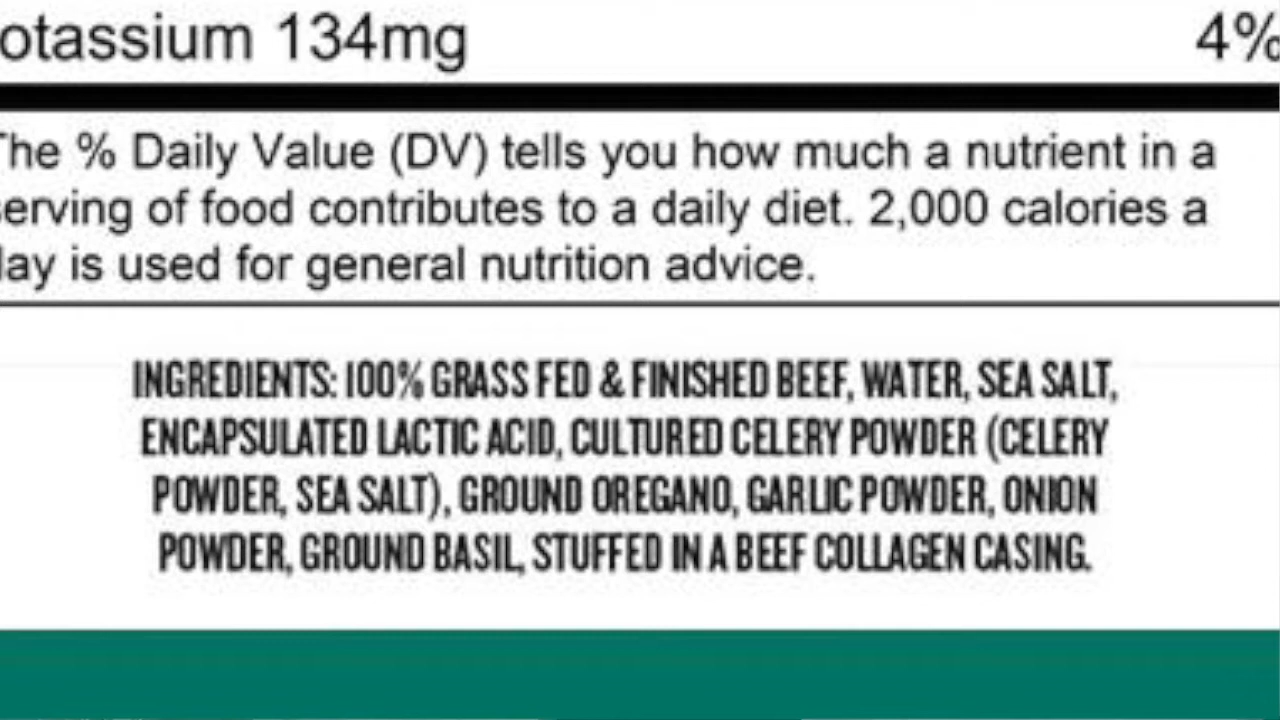 otassium 134mg 4%
The % Daily Value (DV) tells you how much a nutrient in a
serving of food contributes to a daily diet. 2,000 calories a
day is used for general nutrition advice.
INGREDIENTS: 100% GRASS FED & FINISHED BEEF, WATER, SEA SALT,
ENCAPSULATED LACTIC ACID, CULTURED CELERY POWDER (CELERY
POWDER, SEA SALT), GROUND OREGANO, GARLIC POWDER, ONION
POWDER, GROUND BASIL, STUFFED IN A BEEF COLLAGEN CASING.